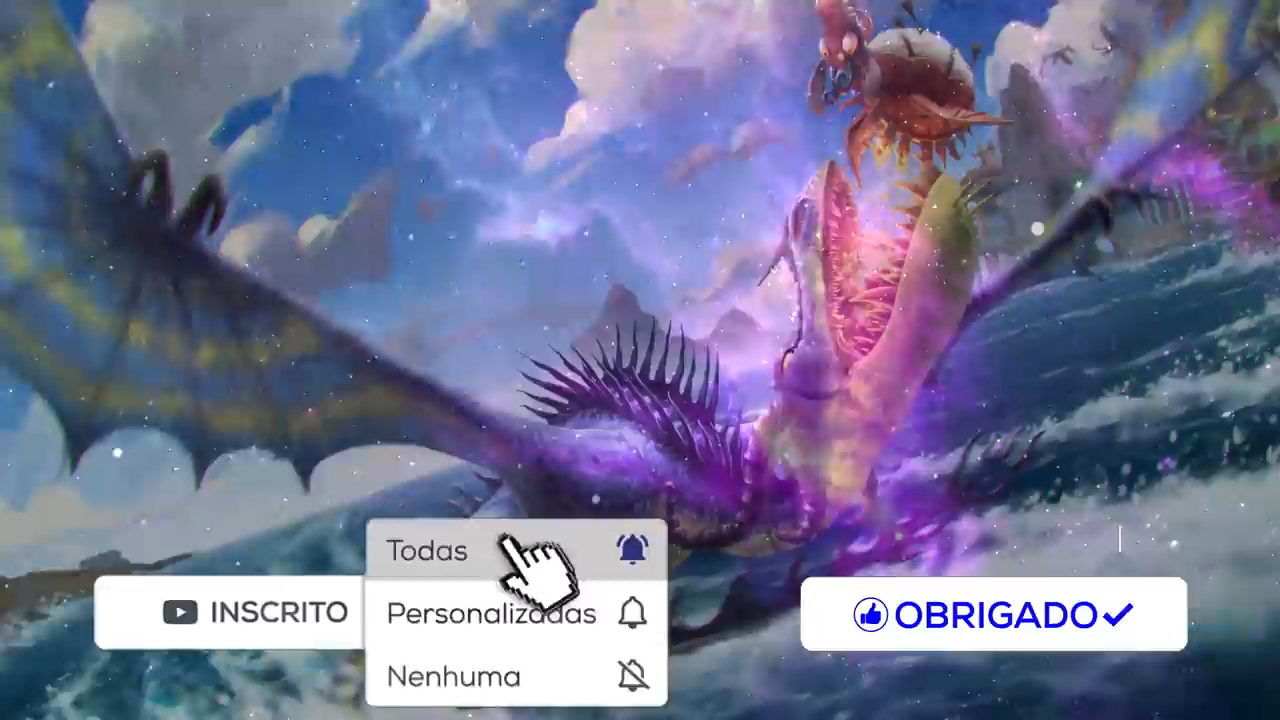 Todas
INSCRITO
Personalizadas
OBRIGADO
Nenhuma